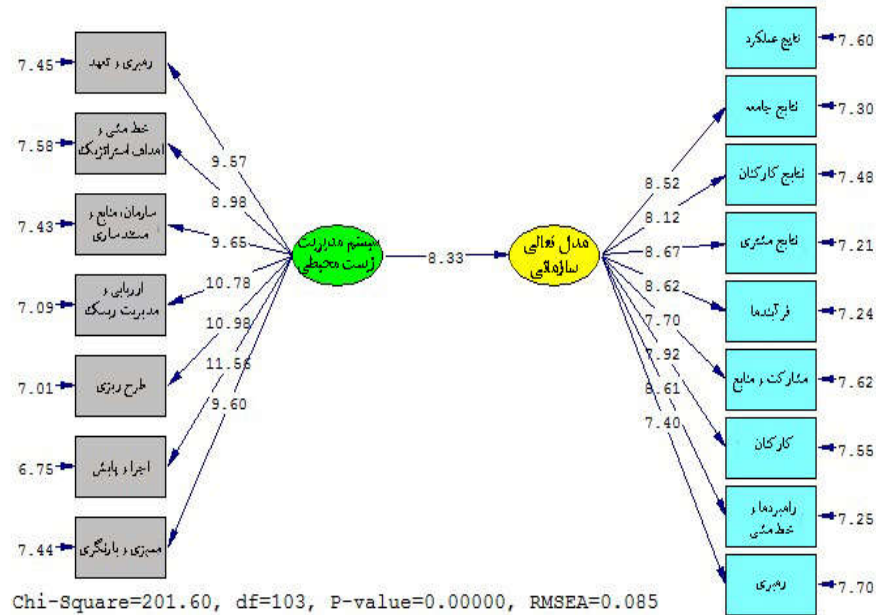 7.45
رهبری و تعهد
7.58
خط مشی و
اهداف استراتژیک
7.43
سازمان، منابع و
مستندسازی
7.09
ارزیابی و
مدیریت ریسک
7.01
طرح ریزی
6.75
اجرا و پایش
7.44
ممیزی و بازنگری
9.57
8.98
9.65
10.78
10.98
11.56
9.60
سیستم مدیریت
زیست محیطی
8.33
مدل تعالی
سازمانی
8.52
8.12
8.67
8.62
7.70
7.92
8.61
7.40
نتایج عملکرد
7.60
نتایج جامعه
7.30
نتایج کارکنان
7.48
نتایج مشتری
7.21
فرآیندها
7.24
مشارکت و منابع
7.62
کارکنان
7.55
راهبردها و
خط مشی
7.25
رهبری
7.70
Chi-Square=201.60, df=103, P-value=0.00000, RMSEA=0.085